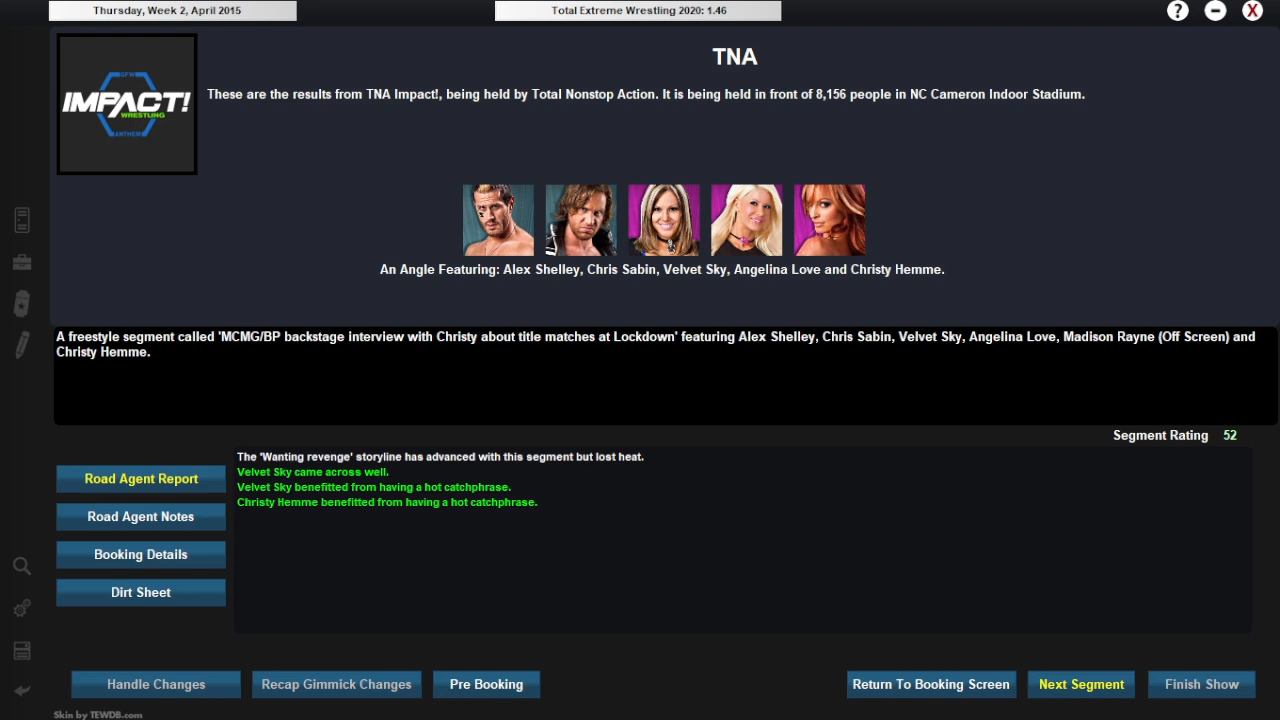 Thursday, Week 2, April 2015
Total Extreme Wrestling 2020: 1.46
?
X
TNA
GFW
IMPACT!
WRESTLING
ANTHEM
These are the results from TNA Impact!, being held by Total Nonstop Action. It is being held in front of 8,156 people in NC Cameron Indoor Stadium.
An Angle Featuring: Alex Shelley, Chris Sabin, Velvet Sky, Angelina Love and Christy Hemme.
A freestyle segment called 'MCMG/BP backstage interview with Christy about title matches at Lockdown' featuring Alex Shelley, Chris Sabin, Velvet Sky, Angelina Love, Madison Rayne (Off Screen) and
Christy Hemme.
Segment Rating 52
The 'Wanting revenge' storyline has advanced with this segment but lost heat.
Velvet Sky came across well.
Velvet Sky benefitted from having a hot catchphrase.
Christy Hemme benefitted from having a hot catchphrase.
Road Agent Report
Road Agent Notes
Booking Details
Dirt Sheet
Handle Changes
Recap Gimmick Changes
Pre Booking
Return To Booking Screen
Next Segment
Finish Show
Skin by TEWDB.com